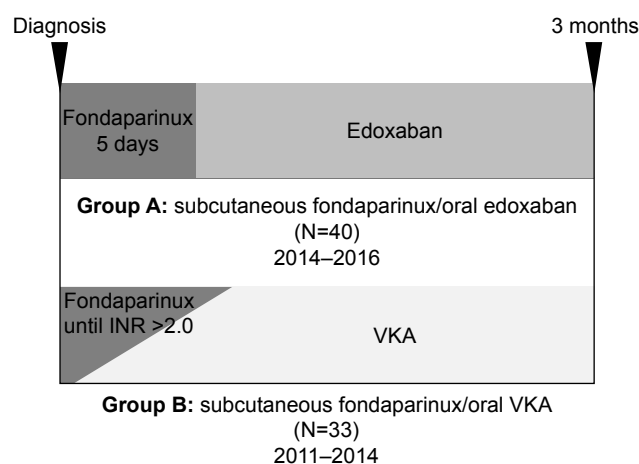 Diagnosis
3 months
Fondaparinux
5 days
Edoxaban
Group A: subcutaneous fondaparinux/oral edoxaban
(N=40)
2014–2016
Fondaparinux
until INR >2.0
VKA
Group B: subcutaneous fondaparinux/oral VKA
(N=33)
2011–2014